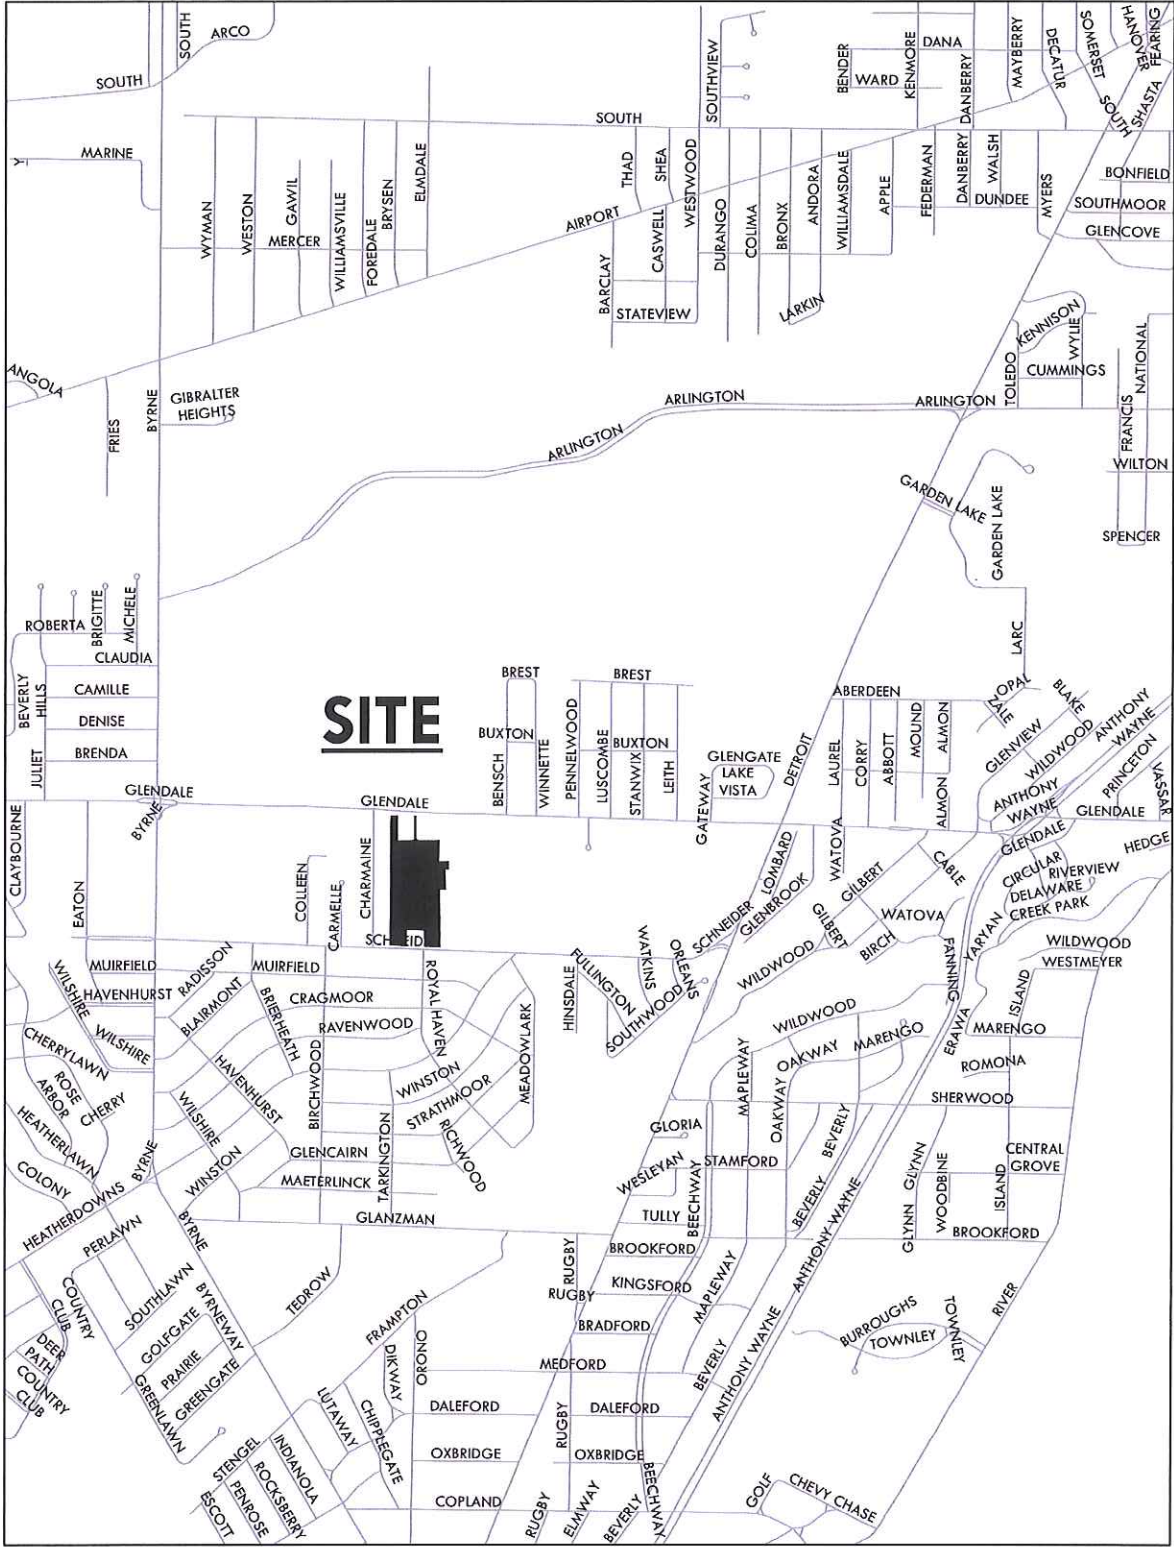 SOUTH
ARCO
SOUTH
SOUTHVIEW
BENDER
WARD
KENMORE
DANA
DANBERRY
MAYBERRY
DECATUR
SOMERSET
HANOVER
FEARING
SOUTH
SHASTA
MARINE
Y
SOUTH
WYMAN
WESTON
GAWIL
MERCER
WILLIAMSVILLE
FOREDALE
BRYSEN
ELMDALE
AIRPORT
THAD
SHEA
WESTWOOD
BARCLAY
CASWELL
STATEVIEW
DURANGO
COLIMA
BRONX
ANDORA
WILLIAMSDALE
LARKIN
APPLE
FEDERMAN
DANBERRY
WALSH
DUNDEE
MYERS
BONFIELD
SOUTHMOOR
GLENCOVE
KENNISON
WYLIE
TOLEDO
CUMMINGS
NATIONAL
FRANCIS
WILTON
SPENCER
ANGOLA
FRIES
BYRNE
GIBRALTER
HEIGHTS
ARLINGTON
ARLINGTON
ARLINGTON
GARDEN LAKE
GARDEN LAKE
LARC
ROBERTA
BRIGITTE
MICHELE
CLAUDIA
BEVERLY
HILLS
CAMILLE
DENISE
BRENDA
JULIET
GLENDALE
BYRNE
SITE
GLENDALE
BREST
BREST
BUXTON
BENSCH
WINNETTE
PENNELWOOD
LUSCOMBE
BUXTON
STANWIX
LEITH
GATEWAY
GLENGATE
LAKE
VISTA
DETROIT
ABERDEEN
LAUREL
CORRY
ABBOTT
MOUND
ALMON
ALMON
OPAL
ZALE
BLAKE
GLENVIEW
WILDWOOD
ANTHONY
WAYNE
PRINCETON
VASSAR
ANTHONY
WAYNE
GLENDALE
GLENDALE
HEDGE
CIRCULAR
RIVERVIEW
DELAWARE
CREEK PARK
CLAYBOURNE
EATON
COLLEEN
CARMELLE
CHARMAINE
SCHNEID
LOMBARD
GLENBROOK
SCHNEIDER
WATOVA
GILBERT
CABLE
GILBERT
WATOVA
BIRCH
WILDWOOD
FANNING
YARYAN
WILDWOOD
WESTMEYER
ISLAND
MUIRFIELD
RADISSON
MUIRFIELD
WILSHIRE
HAVENHURST
BLAIRMONT
BRIERHEATH
CRAGMOOR
RAVENWOOD
ROYAL HAVEN
HINSDALE
FULLINGTON
WATKINS
ORLEANS
SOUTHWOOD
WILDWOOD
MARENGO
OAKWAY
ERAWA
MARENGO
ROMONA
CHERRYLAWN
WILSHIRE
ROSE
ARBOR
CHERRY
HAVENHURST
BIRCHWOOD
WINSTON
STRATHMOOR
MEADOWLARK
MAPLEWAY
OAKWAY
SHERWOOD
HEATHERLAWN
COLONY
BYRNE
WILSHIRE
WINSTON
GLENCAIRN
MAETERLINCK
TARKINGTON
RICHWOOD
GLORIA
WESLEYAN
STAMFORD
BEVERLY
BEVERLY
TULLY
BEECHWAY
GLYNN
GLYNN
WOODBINE
CENTRAL
GROVE
ISLAND
BROOKFORD
HEATHERDOWNS
PERLAWN
BYRNE
GLANZMAN
RUGBY
BROOKFORD
KINGSFORD
RUGBY
BRADFORD
MAPLEWAY
ANTHONY WAYNE
COUNTRY
CLUB
SOUTHLAWN
BYRNEWAY
TEDROW
GOLFGATE
PRAIRIE
GREENGATE
GREENLAWN
DEER
PATH
COUNTRY
CLUB
FRAMPTON
DIKWAY
ORONO
MEDFORD
BEVERLY
ANTHONY WAYNE
BURROUGHS
TOWNLEY
TOWNLEY
RIVER
LUTAWAY
CHIPPLEGATE
DALEFORD
RUGBY
DALEFORD
OXBRIDGE
OXBRIDGE
STENGEL
INDIANOLA
ROCKSBERRY
PENROSE
ESCOTT
COPLAND
RUGBY
ELMWAY
BEVERLY
BEECHWAY
GOLF
CHEVY CHASE